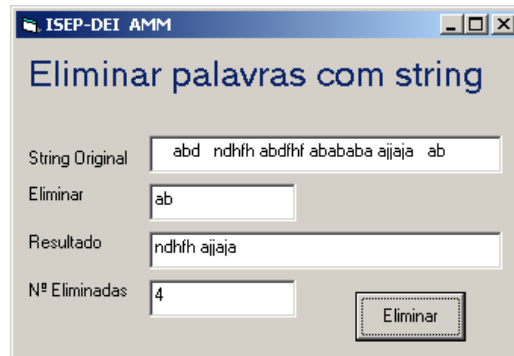 ISEP-DEI AMM
Eliminar palavras com string
String Original abd ndhfh abdfhf abababa ajjaja ab
Eliminar ab
Resultado ndhfh ajjaja
Nº Eliminadas 4
Eliminar